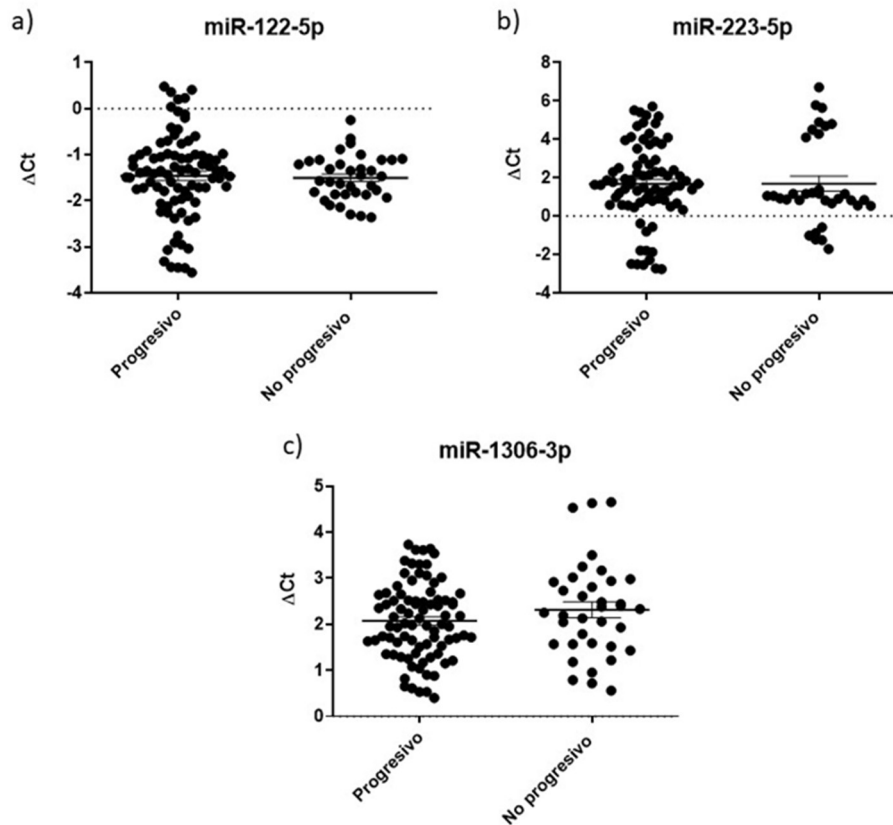 a)
miR-122-5p
ΔCt
1
0
-1
-2
-3
-4
Progresivo
No progresivo
b)
miR-223-5p
ΔCt
8
6
4
2
0
-2
-4
Progresivo
No progresivo
c)
miR-1306-3p
ΔCt
5
4
3
2
1
0
Progresivo
No progresivo